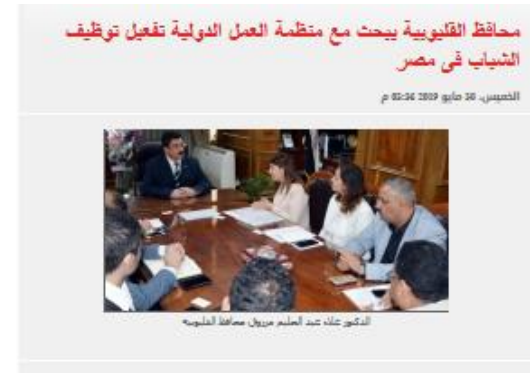 محافظ القليوبية يبحث مع منظمة العمل الدولية تفعيل توظيف
الشباب فى مصر
الخميس، 30 مايو 2019 03:36 م
الدكتور علاء عبد الحليم مرزوق محافظ القليوبية